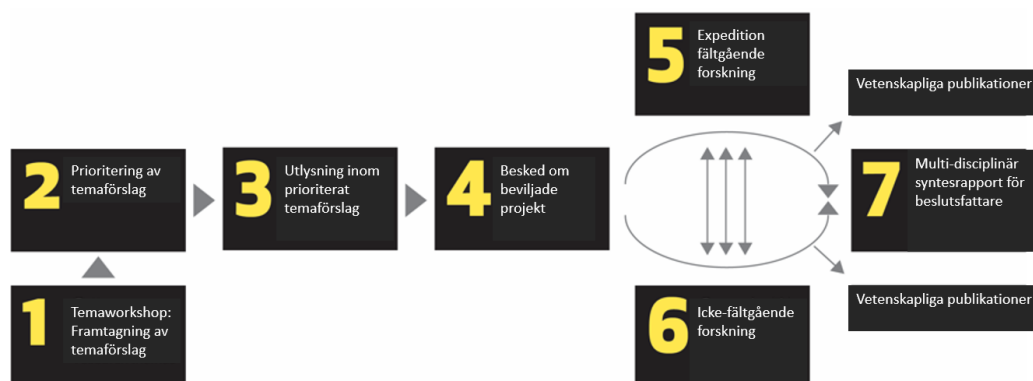 1
Temaworkshop:
Framtagning av
temaförslag
2
Prioritering av
temaförslag
3
Utlysning inom
prioriterat
temaförslag
4
Besked om
beviljade
projekt
5
Expedition
fältgående
forskning
6
Icke-fältgående
forskning
Vetenskapliga publikationer
7
Multi-disciplinär
syntesrapport för
beslutsfattare
Vetenskapliga publikationer